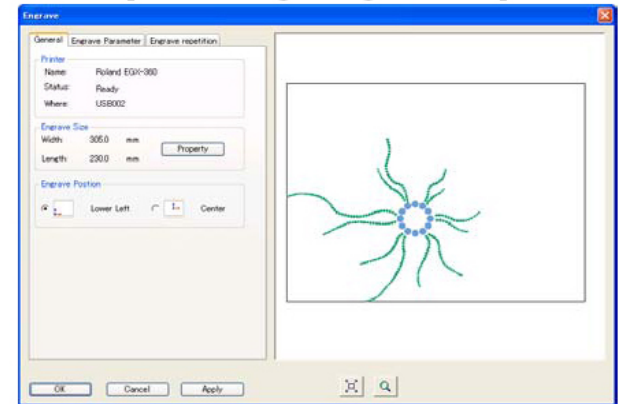 Engrave
General Engrave Parameter Engrave repetition
Printer
Name: Roland EGX-360
Status: Ready
Where: USB002
Engrave Size
Width: 305.0 mm
Length: 230.0 mm
Property
Engrave Postion
Lower Left Center
OK Cancel Apply